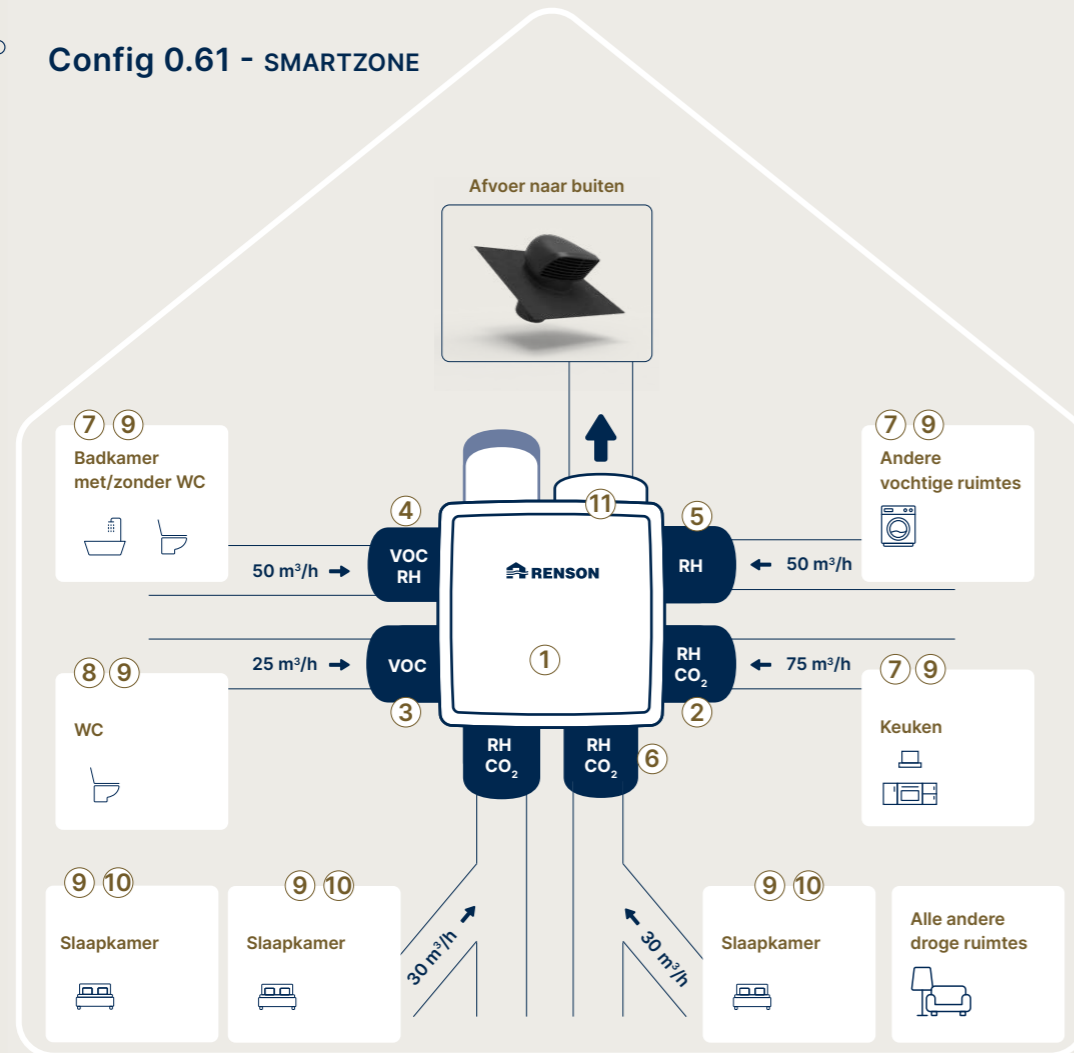 Config 0.61 - SMARTZONE
Afvoer naar buiten
7 9
Badkamer
met/zonder WC
7 9
Andere
vochtige ruimtes
4
11
5
VOC
RH
50 m³/h
RENSON
RH
50 m³/h
25 m³/h
VOC
1
RH
CO₂
75 m³/h
8 9
WC
3
2
7 9
Keuken
RH
CO₂
RH
CO₂
6
9 10
Slaapkamer
9 10
Slaapkamer
30 m³/h
30 m³/h
9 10
Slaapkamer
Alle andere
droge ruimtes